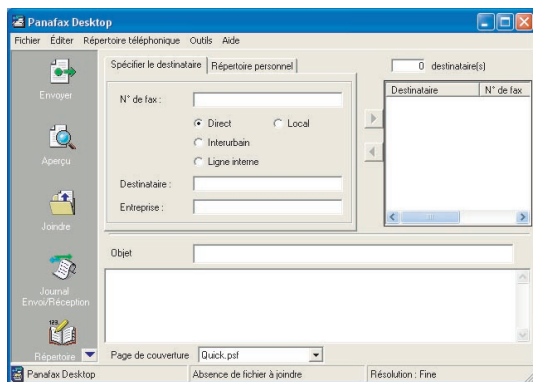 Panafax Desktop
Fichier Éditer Répertoire téléphonique Outils Aide
Envoyer
Aperçu
Joindre
Journal
Envoi/Réception
Répertoire
Spécifier le destinataire Répertoire personnel
N° de fax :
Direct Local
Interurbain
Ligne interne
Destinataire :
Entreprise :
0 destinataire(s)
Destinataire N° de fax
Objet
Page de couverture Quick.psf
Panafax Desktop Absence de fichier à joindre Résolution : Fine